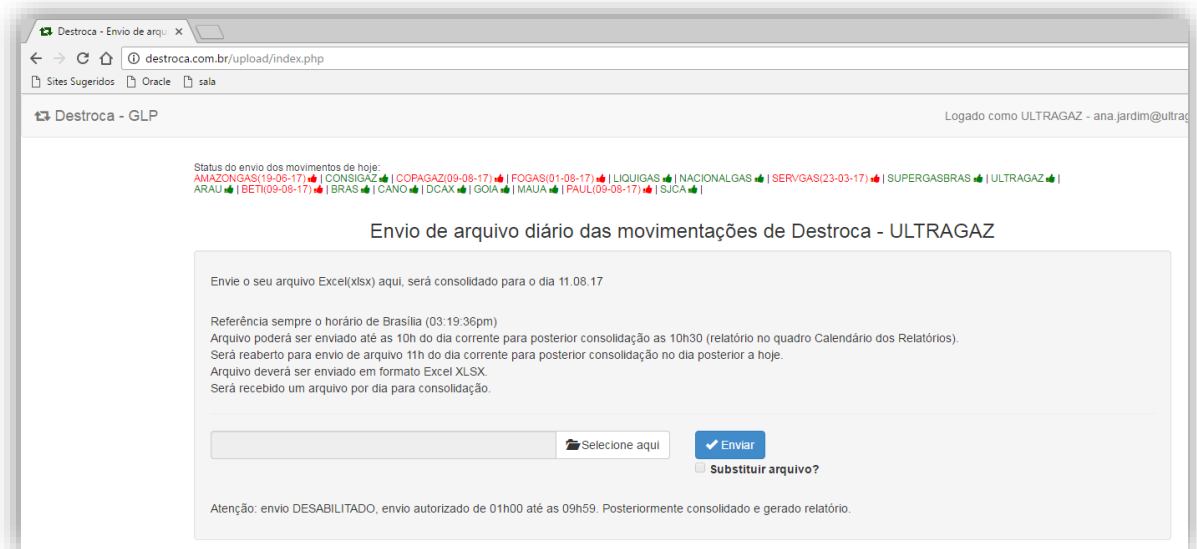 Destroca - Envio de arqu
destroca.com.br/upload/index.php
Sites Sugeridos Oracle sala
Destroca - GLP Logado como ULTRAGAZ - ana.jardim@ultrag
Status do envio dos movimentos de hoje:
AMAZONGAS(19-06-17) | CONSIGAZ | COPAGAZ(09-08-17) | FOGAS(01-08-17) | LIQUIGAS | NACIONALGAS | SERVGAS(23-03-17) | SUPERGASBRAS | ULTRAGAZ |
ARAU | BETI(09-08-17) | BRAS | CANO | DCAX | GOIA | MAUA | PAUL(09-08-17) | SJCA |
Envio de arquivo diário das movimentações de Destroca - ULTRAGAZ
Envie o seu arquivo Excel(xlsx) aqui, será consolidado para o dia 11.08.17
Referência sempre o horário de Brasília (03:19:36pm)
Arquivo poderá ser enviado até as 10h do dia corrente para posterior consolidação as 10h30 (relatório no quadro Calendário dos Relatórios).
Será reaberto para envio de arquivo 11h do dia corrente para posterior consolidação no dia posterior a hoje.
Arquivo deverá ser enviado em formato Excel XLSX.
Será recebido um arquivo por dia para consolidação.
Selecione aqui Enviar
Substituir arquivo?
Atenção: envio DESABILITADO, envio autorizado de 01h00 até as 09h59. Posteriormente consolidado e gerado relatório.